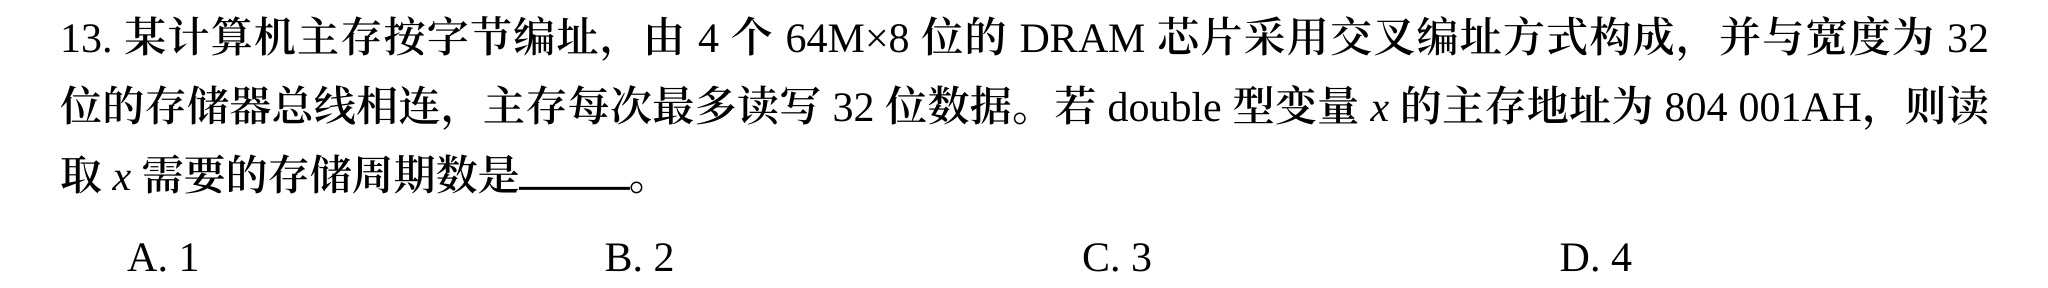 13. 某计算机主存按字节编址，由 4 个 64M×8 位的 DRAM 芯片采用交叉编址方式构成，并与宽度为 32
位的存储器总线相连，主存每次最多读写 32 位数据。若 double 型变量 x 的主存地址为 804 001AH，则读
取 x 需要的存储周期数是_____。
A. 1 B. 2 C. 3 D. 4